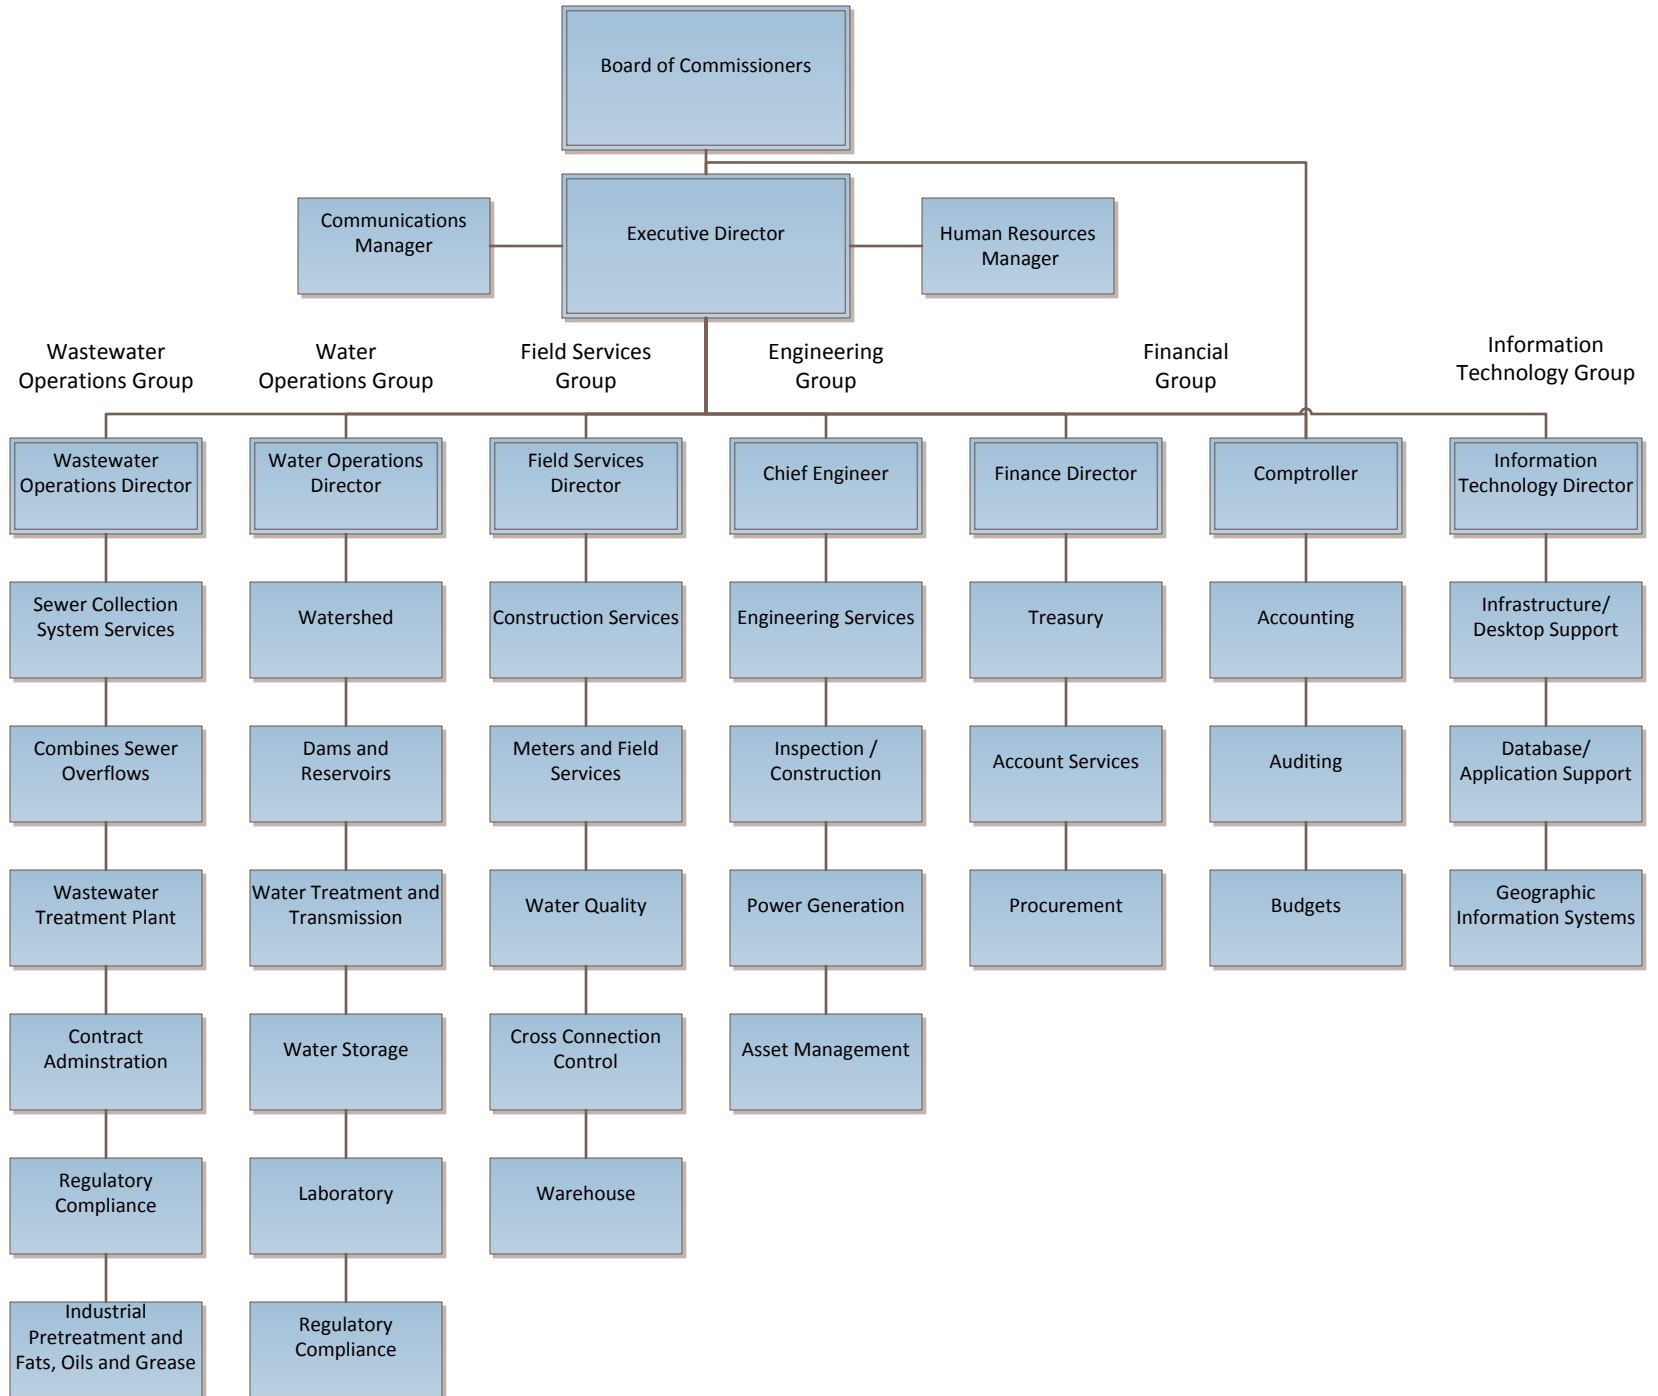 Board of Commissioners
Communications
Manager
Executive Director
Human Resources
Manager
Wastewater
Operations Group
Water
Operations Group
Field Services
Group
Engineering
Group
Financial
Group
Information
Technology Group
Wastewater
Operations Director
Water Operations
Director
Field Services
Director
Chief Engineer
Finance Director
Comptroller
Information
Technology Director
Sewer Collection
System Services
Watershed
Construction Services
Engineering Services
Treasury
Accounting
Infrastructure/
Desktop Support
Combines Sewer
Overflows
Dams and
Reservoirs
Meters and Field
Services
Inspection /
Construction
Account Services
Auditing
Database/
Application Support
Wastewater
Treatment Plant
Water Treatment and
Transmission
Water Quality
Power Generation
Procurement
Budgets
Geographic
Information Systems
Contract
Adminstration
Water Storage
Cross Connection
Control
Asset Management
Regulatory
Compliance
Laboratory
Warehouse
Industrial
Pretreatment and
Fats, Oils and Grease
Regulatory
Compliance